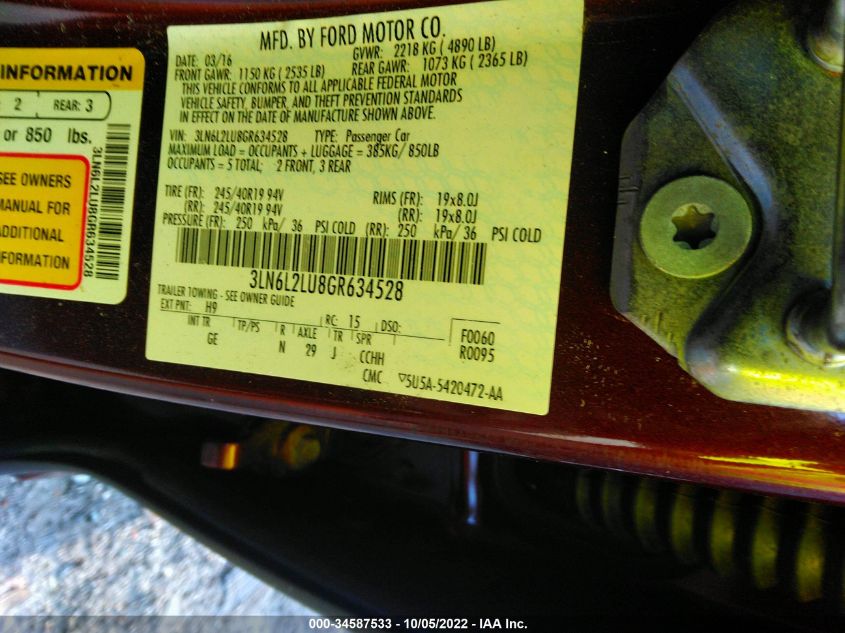 INFORMATION
: 2 REAR: 3
or 850 lbs.
SEE OWNERS
MANUAL FOR
ADDITIONAL
INFORMATION
3LN6L2LU8GR634528
MFD. BY FORD MOTOR CO.
DATE: 03/16 GVWR: 2218 KG ( 4890 LB)
FRONT GAWR: 1150 KG ( 2535 LB) REAR GAWR: 1073 KG ( 2365 LB)
THIS VEHICLE CONFORMS TO ALL APPLICABLE FEDERAL MOTOR
VEHICLE SAFETY, BUMPER, AND THEFT PREVENTION STANDARDS
IN EFFECT ON THE DATE OF MANUFACTURE SHOWN ABOVE.
VIN: 3LN6L2LU8GR634528 TYPE: Passenger Car
MAXIMUM LOAD = OCCUPANTS + LUGGAGE = 385KG/ 850LB
OCCUPANTS = 5 TOTAL; 2 FRONT, 3 REAR
TIRE (FR): 245/40R19 94V RIMS (FR): 19x8.0J
(RR): 245/40R19 94V (RR): 19x8.0J
PRESSURE (FR): 250 kPa/ 36 PSI COLD (RR): 250 kPa/ 36 PSI COLD
3LN6L2LU8GR634528
TRAILER TOWING - SEE OWNER GUIDE
EXT PNT: H9 RC: 15 DSO: F0060
INT TR TP/PS R AXLE TR SPR R0095
GE N 29 J CCHH
CMC ▽5U5A-5420472-AA
000-34587533 - 10/05/2022 - IAA Inc.